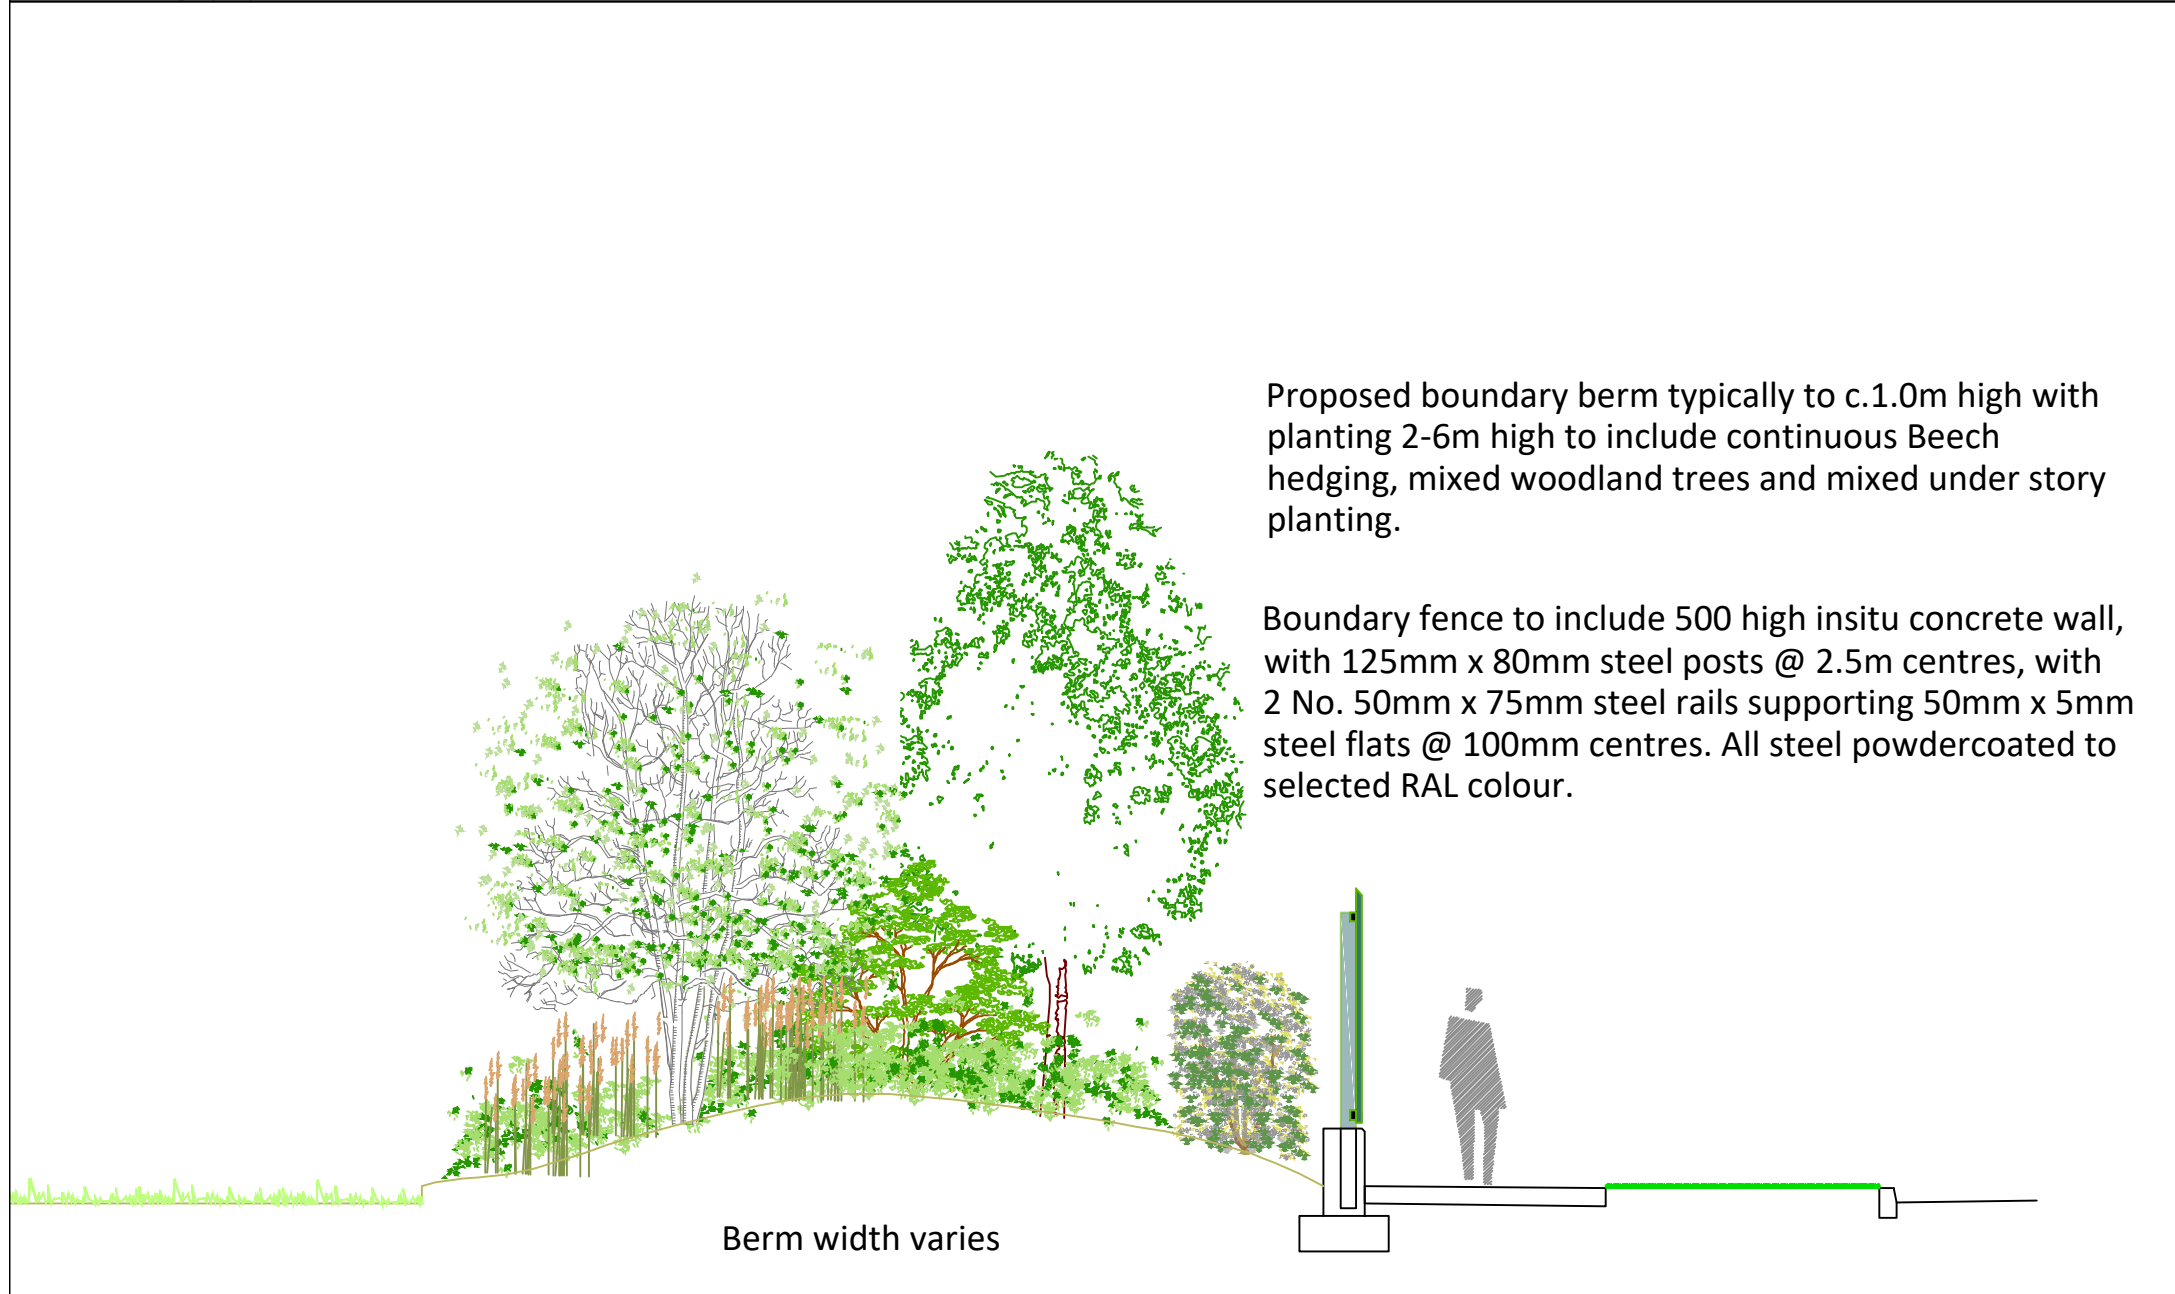 Proposed boundary berm typically to c.1.0m high with
planting 2-6m high to include continuous Beech
hedging, mixed woodland trees and mixed under story
planting.
Boundary fence to include 500 high insitu concrete wall,
with 125mm x 80mm steel posts @ 2.5m centres, with
2 No. 50mm x 75mm steel rails supporting 50mm x 5mm
steel flats @ 100mm centres. All steel powdercoated to
selected RAL colour.
Berm width varies